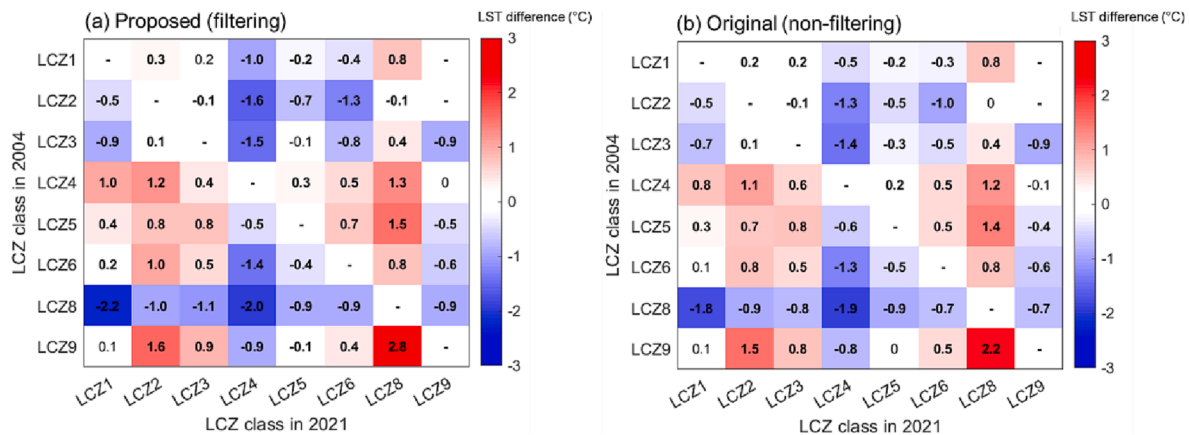 (a) Proposed (filtering)
LST difference (°C)
LCZ class in 2004
LCZ1 - 0.3 0.2 -1.0 -0.2 -0.4 0.8 -
LCZ2 -0.5 - -0.1 -1.6 -0.7 -1.3 -0.1 -
LCZ3 -0.9 0.1 - -1.5 -0.1 -0.8 0.4 -0.9
LCZ4 1.0 1.2 0.4 - 0.3 0.5 1.3 0
LCZ5 0.4 0.8 0.8 -0.5 - 0.7 1.5 -0.5
LCZ6 0.2 1.0 0.5 -1.4 -0.4 - 0.8 -0.6
LCZ8 -2.2 -1.0 -1.1 -2.0 -0.9 -0.9 - -0.9
LCZ9 0.1 1.6 0.9 -0.9 -0.1 0.4 2.8 -
LCZ1 LCZ2 LCZ3 LCZ4 LCZ5 LCZ6 LCZ8 LCZ9
LCZ class in 2021
3
2
1
0
-1
-2
-3
(b) Original (non-filtering)
LST difference (°C)
LCZ class in 2004
LCZ1 - 0.2 0.2 -0.5 -0.2 -0.3 0.8 -
LCZ2 -0.5 - -0.1 -1.3 -0.5 -1.0 0 -
LCZ3 -0.7 0.1 - -1.4 -0.3 -0.5 0.4 -0.9
LCZ4 0.8 1.1 0.6 - 0.2 0.5 1.2 -0.1
LCZ5 0.3 0.7 0.8 -0.6 - 0.5 1.4 -0.4
LCZ6 0.1 0.8 0.5 -1.3 -0.5 - 0.8 -0.6
LCZ8 -1.8 -0.9 -0.8 -1.9 -0.9 -0.7 - -0.7
LCZ9 0.1 1.5 0.8 -0.8 0 0.5 2.2 -
LCZ1 LCZ2 LCZ3 LCZ4 LCZ5 LCZ6 LCZ8 LCZ9
LCZ class in 2021
3
2
1
0
-1
-2
-3